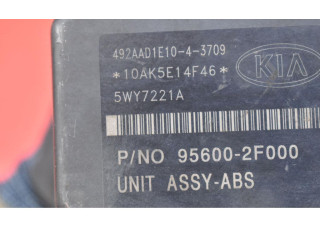 492AAD1E10-4-3709
*10AK5E14F46*
KIA
5WY7221A
P/NO 95600-2F000
UNIT ASSY-ABS